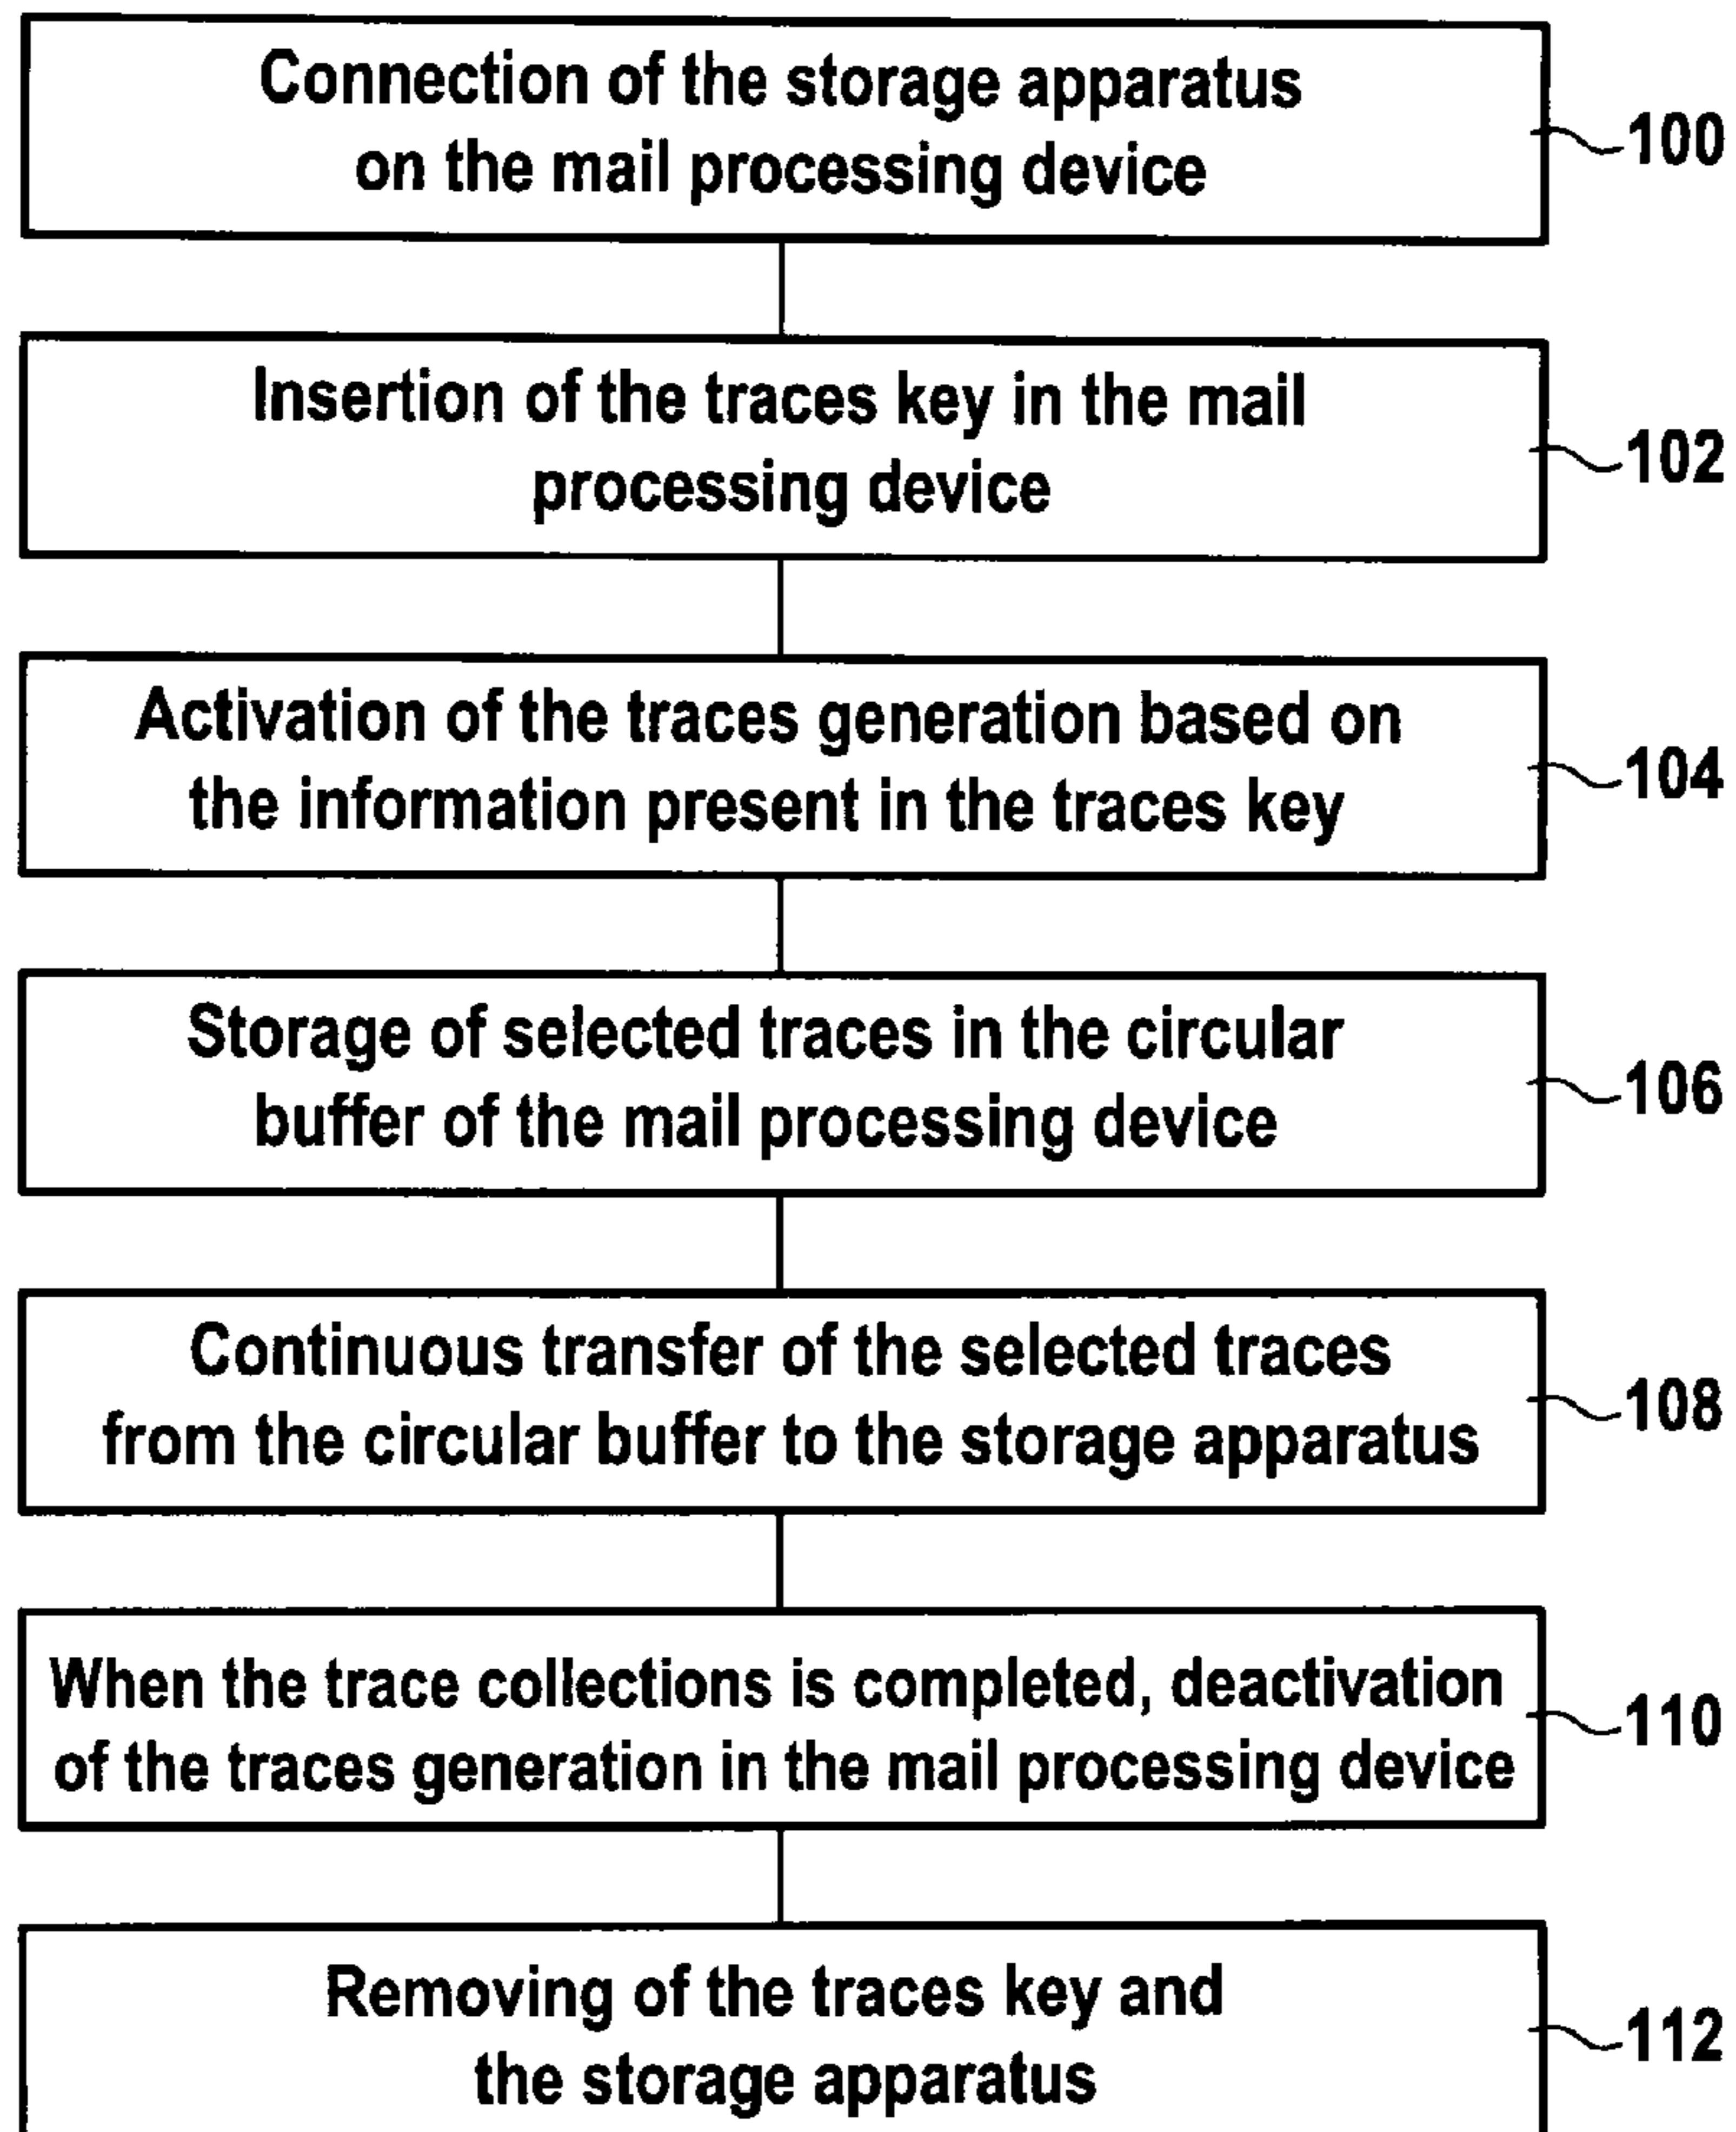 Connection of the storage apparatus
on the mail processing device
100
Insertion of the traces key in the mail
processing device
102
Activation of the traces generation based on
the information present in the traces key
104
Storage of selected traces in the circular
buffer of the mail processing device
106
Continuous transfer of the selected traces
from the circular buffer to the storage apparatus
108
When the trace collections is completed, deactivation
of the traces generation in the mail processing device
110
Removing of the traces key and
the storage apparatus
112